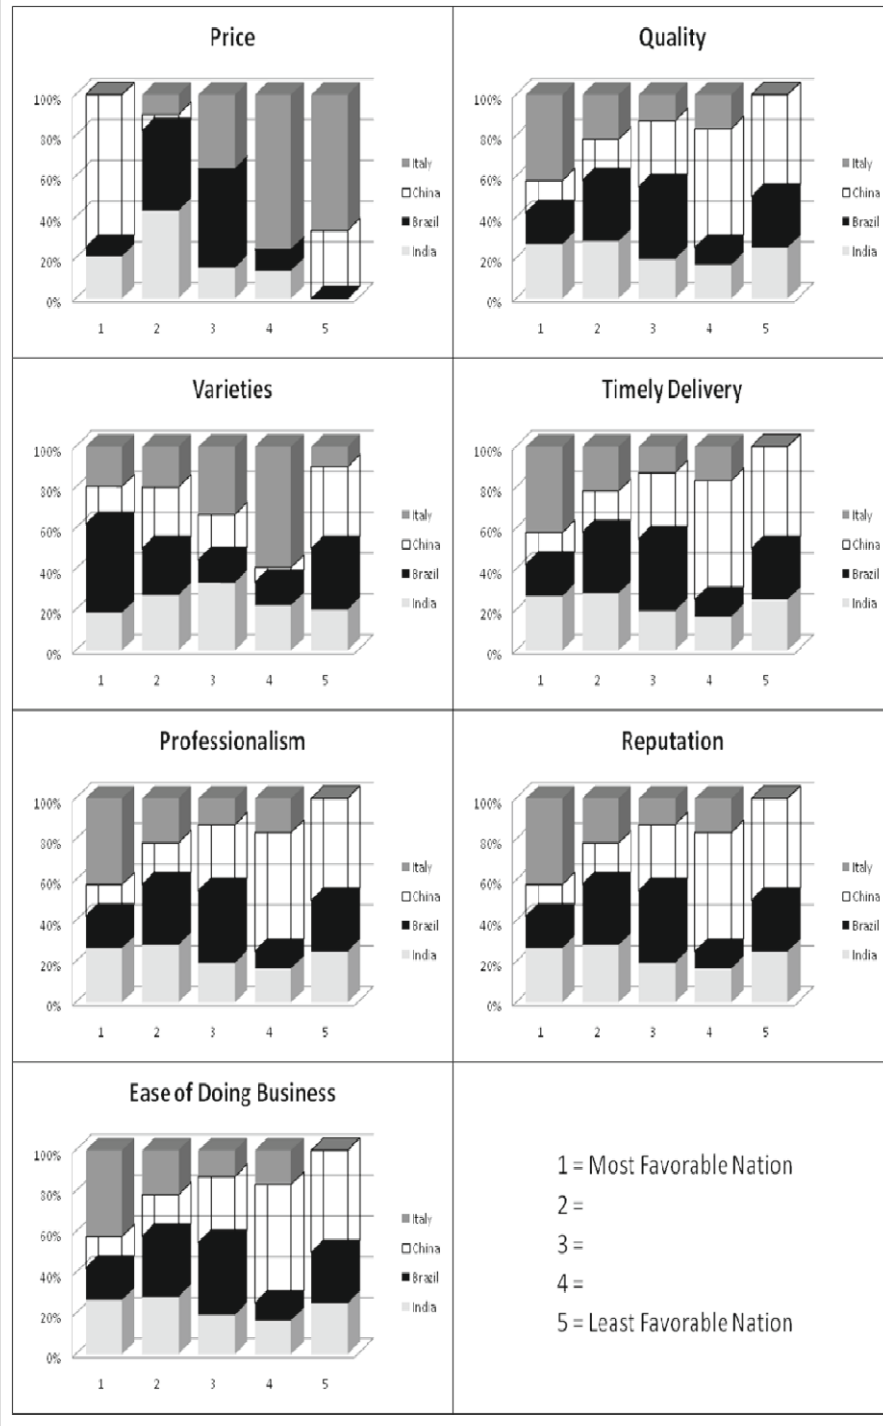 Price
100%
80%
60%
40%
20%
0%
1 2 3 4 5
Italy
China
Brazil
India
Quality
100%
80%
60%
40%
20%
0%
1 2 3 4 5
Italy
China
Brazil
India
Varieties
100%
80%
60%
40%
20%
0%
1 2 3 4 5
Italy
China
Brazil
India
Timely Delivery
100%
80%
60%
40%
20%
0%
1 2 3 4 5
Italy
China
Brazil
India
Professionalism
100%
80%
60%
40%
20%
0%
1 2 3 4 5
Italy
China
Brazil
India
Reputation
100%
80%
60%
40%
20%
0%
1 2 3 4 5
Italy
China
Brazil
India
Ease of Doing Business
100%
80%
60%
40%
20%
0%
1 2 3 4 5
Italy
China
Brazil
India
1 = Most Favorable Nation
2 =
3 =
4 =
5 = Least Favorable Nation